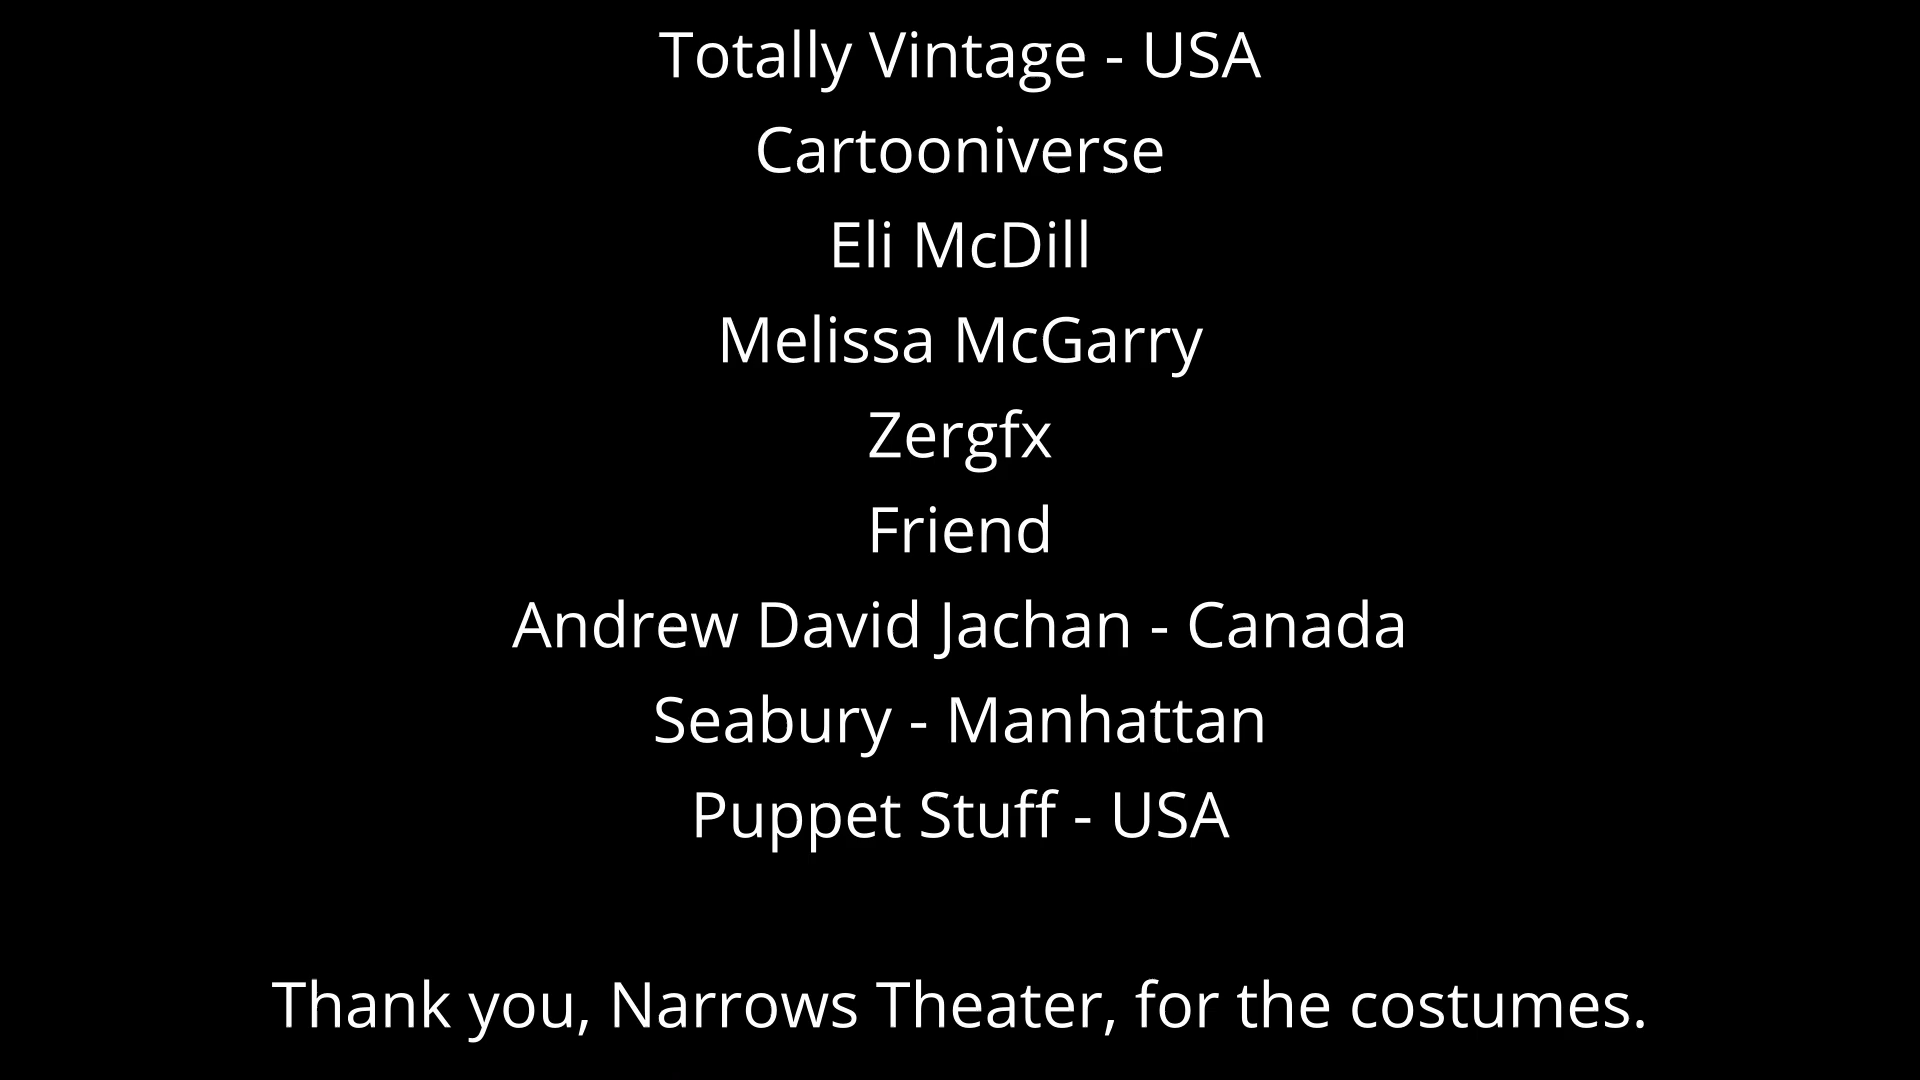 Totally Vintage - USA
Cartooniverse
Eli McDill
Melissa McGarry
Zergfx
Friend
Andrew David Jachan - Canada
Seabury - Manhattan
Puppet Stuff - USA
Thank you, Narrows Theater, for the costumes.